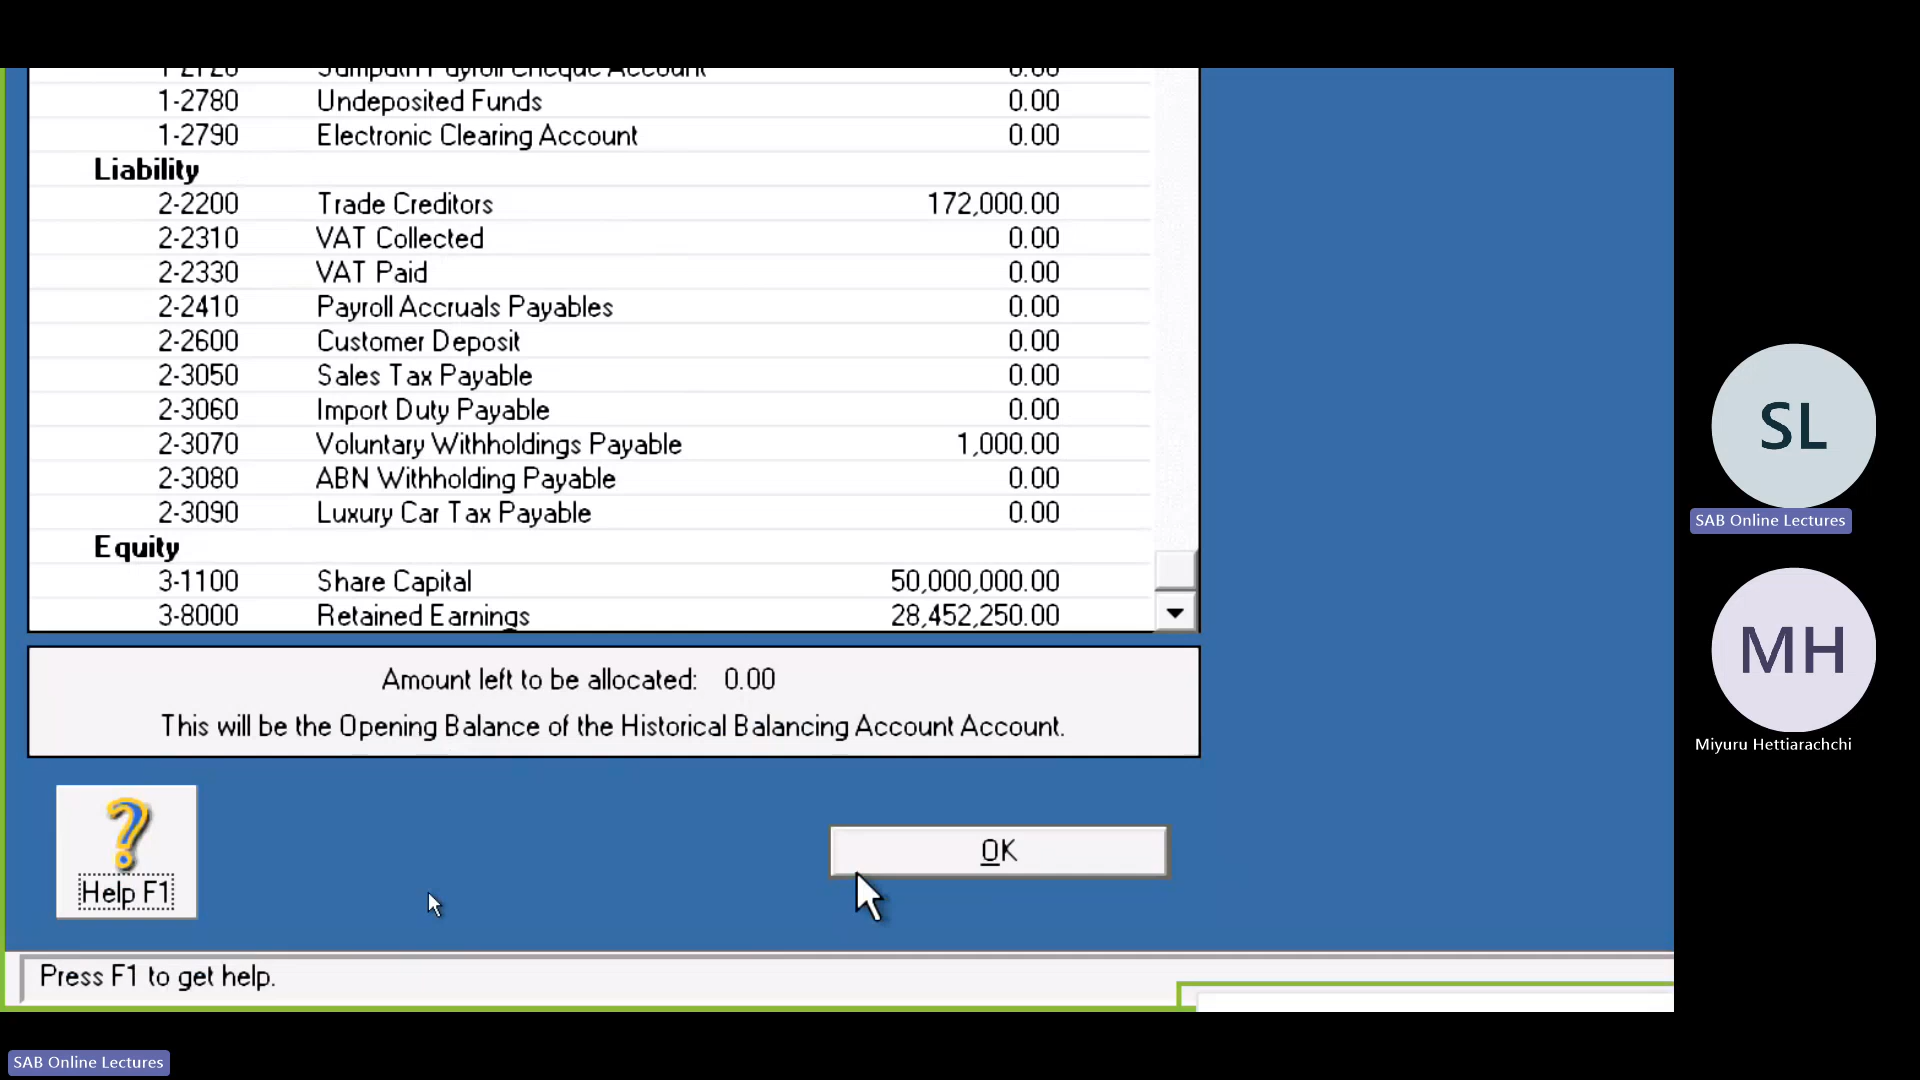 1-2780 Undeposited Funds 0.00
1-2790 Electronic Clearing Account 0.00
Liability
2-2200 Trade Creditors 172,000.00
2-2310 VAT Collected 0.00
2-2330 VAT Paid 0.00
2-2410 Payroll Accruals Payables 0.00
2-2600 Customer Deposit 0.00
2-3050 Sales Tax Payable 0.00
2-3060 Import Duty Payable 0.00
2-3070 Voluntary Withholdings Payable 1,000.00
2-3080 ABN Withholding Payable 0.00
2-3090 Luxury Car Tax Payable 0.00
Equity
3-1100 Share Capital 50,000,000.00
3-8000 Retained Earnings 28,452,250.00
Amount left to be allocated: 0.00
This will be the Opening Balance of the Historical Balancing Account Account.
Help F1
OK
Press F1 to get help.
SL
SAB Online Lectures
MH
Miyuru Hettiarachchi
SAB Online Lectures